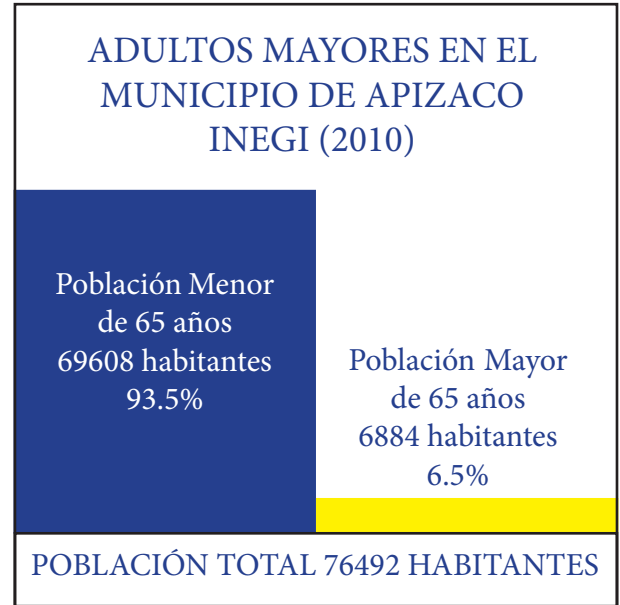 ADULTOS MAYORES EN EL
MUNICIPIO DE APIZACO
INEGI (2010)
Población Menor
de 65 años
69608 habitantes
93.5%
Población Mayor
de 65 años
6884 habitantes
6.5%
POBLACIÓN TOTAL 76492 HABITANTES